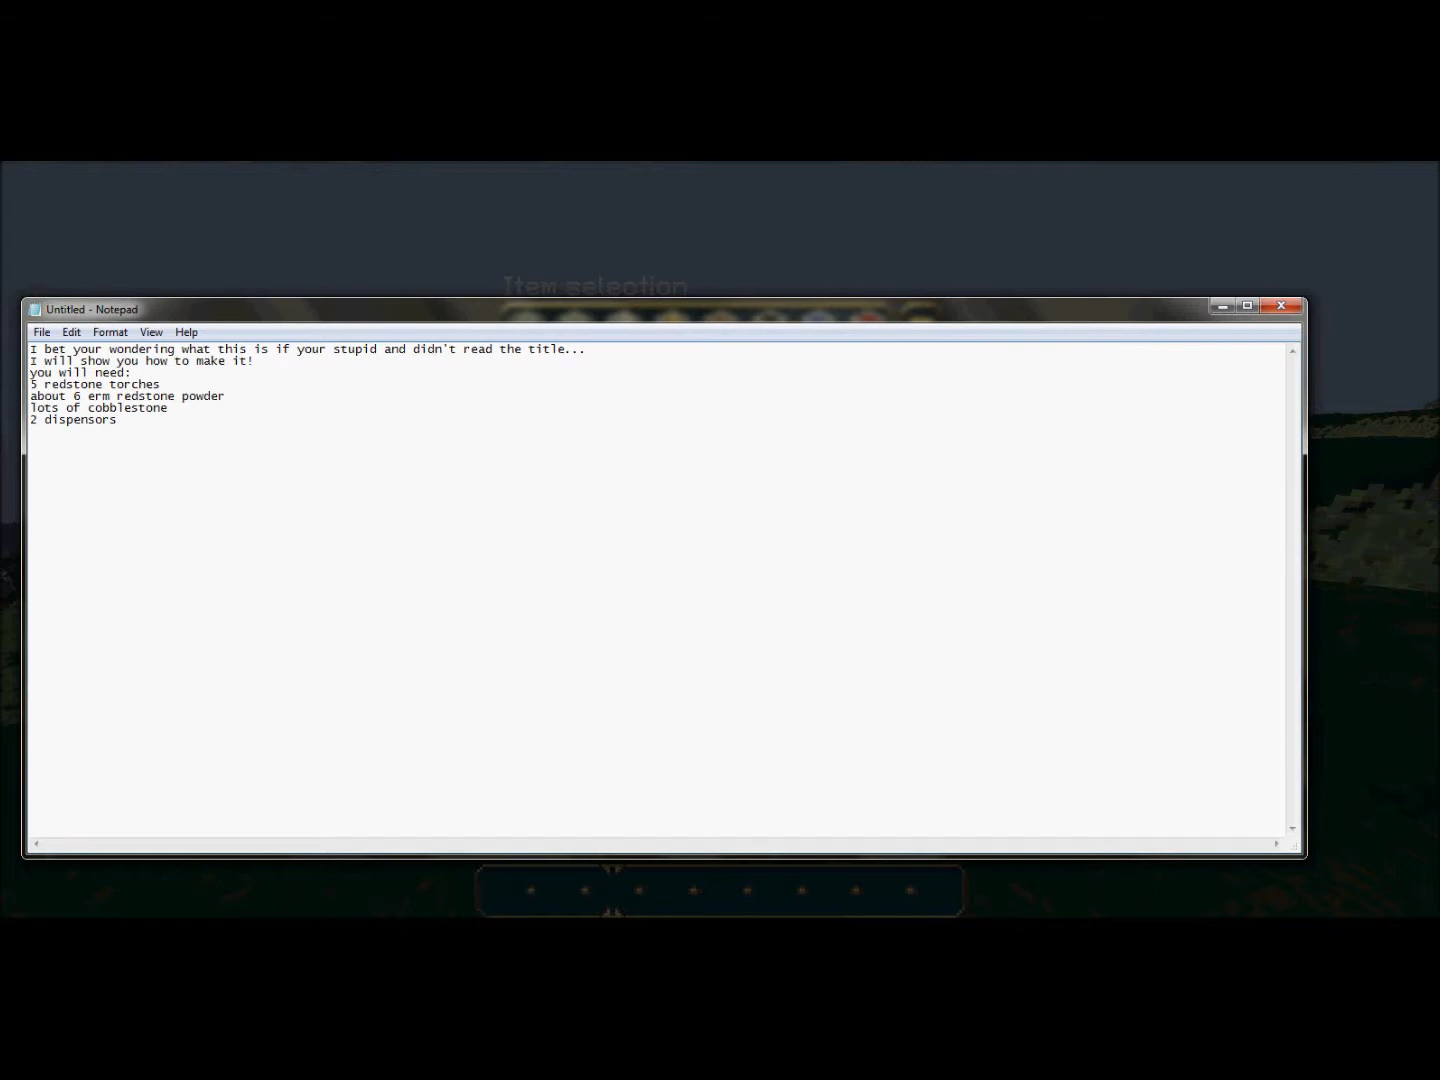 Item selection
Untitled - Notepad
File Edit Format View Help
I bet your wondering what this is if your stupid and didn't read the title...
I will show you how to make it!
you will need:
5 redstone torches
about 6 erm redstone powder
lots of cobblestone
2 dispensors